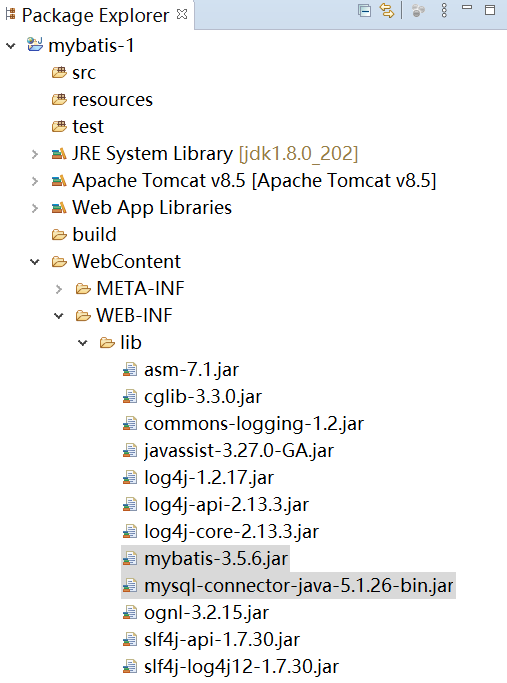 Package Explorer
mybatis-1
src
resources
test
JRE System Library [jdk1.8.0_202]
Apache Tomcat v8.5 [Apache Tomcat v8.5]
Web App Libraries
build
WebContent
META-INF
WEB-INF
lib
asm-7.1.jar
cglib-3.3.0.jar
commons-logging-1.2.jar
javassist-3.27.0-GA.jar
log4j-1.2.17.jar
log4j-api-2.13.3.jar
log4j-core-2.13.3.jar
mybatis-3.5.6.jar
mysql-connector-java-5.1.26-bin.jar
ognl-3.2.15.jar
slf4j-api-1.7.30.jar
slf4j-log4j12-1.7.30.jar